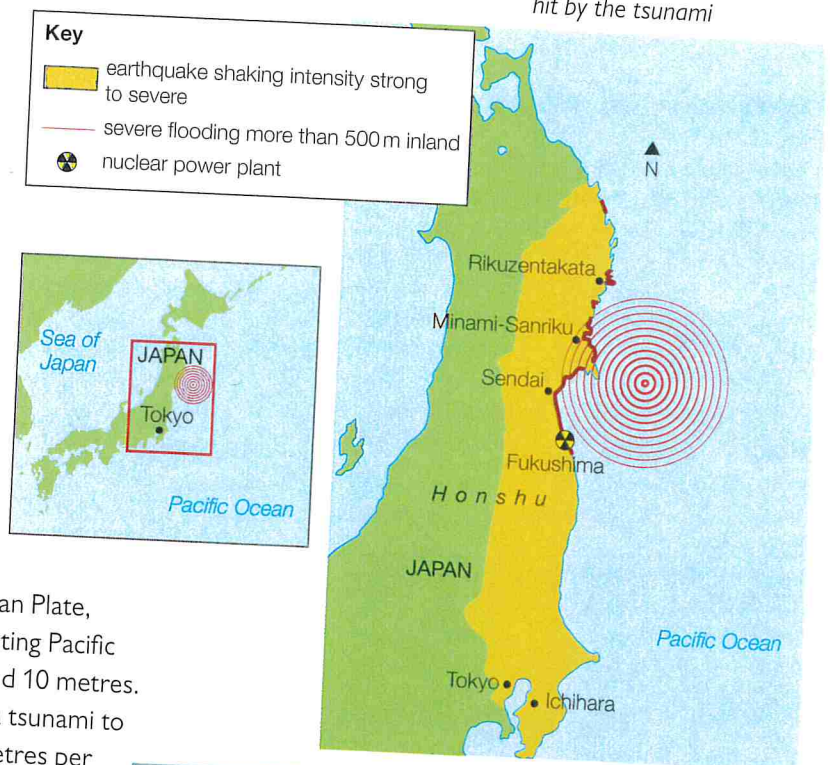 hit by the tsunami
Key
earthquake shaking intensity strong
to severe
severe flooding more than 500 m inland
nuclear power plant
N
Rikuzentakata
Minami-Sanriku
Sendai
Fukushima
Honshu
JAPAN
Pacific Ocean
Tokyo
Ichihara
Sea of
Japan
JAPAN
Tokyo
Pacific Ocean
an Plate,
ting Pacific
d 10 metres.
tsunami to
etres per